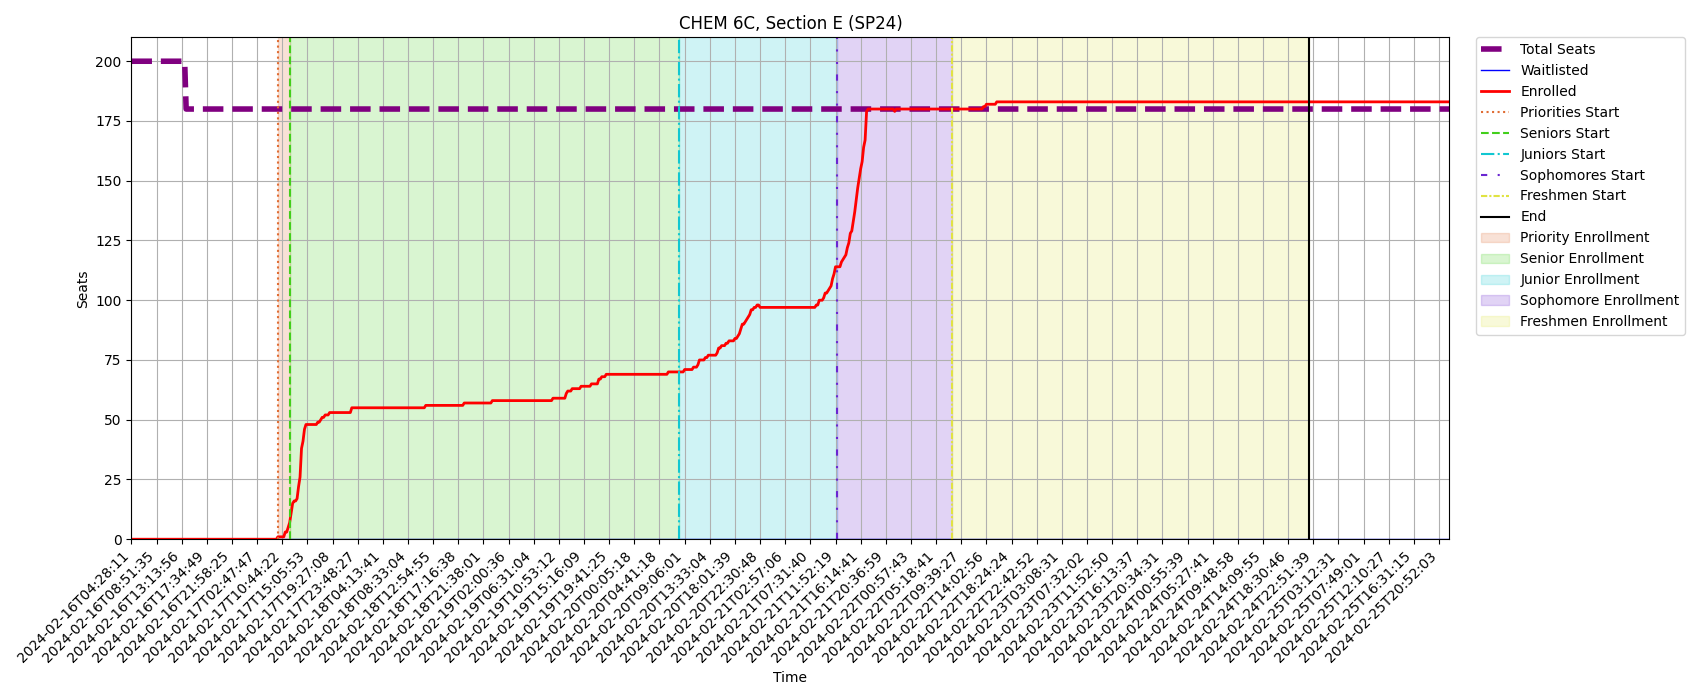 CHEM 6C, Section E (SP24)
Seats
200
175
150
125
100
75
50
25
0
2024-02-16T04:28:11
2024-02-16T08:51:35
2024-02-16T13:13:56
2024-02-16T17:34:49
2024-02-16T21:58:25
2024-02-17T02:47:47
2024-02-17T10:44:22
2024-02-17T15:05:53
2024-02-17T19:27:08
2024-02-17T23:48:27
2024-02-18T04:13:41
2024-02-18T08:33:04
2024-02-18T12:54:55
2024-02-18T17:16:38
2024-02-18T21:38:01
2024-02-19T02:00:36
2024-02-19T06:31:04
2024-02-19T10:53:12
2024-02-19T15:16:09
2024-02-19T19:41:25
2024-02-20T00:05:18
2024-02-20T04:41:18
2024-02-20T09:06:01
2024-02-20T13:33:04
2024-02-20T18:01:39
2024-02-20T22:30:48
2024-02-21T02:57:06
2024-02-21T07:31:40
2024-02-21T11:52:19
2024-02-21T16:14:41
2024-02-21T20:36:59
2024-02-22T00:57:43
2024-02-22T05:18:41
2024-02-22T09:39:27
2024-02-22T14:02:56
2024-02-22T18:24:24
2024-02-22T22:42:52
2024-02-23T03:08:31
2024-02-23T07:32:02
2024-02-23T11:52:50
2024-02-23T16:13:37
2024-02-23T20:34:31
2024-02-24T00:55:39
2024-02-24T05:27:41
2024-02-24T09:48:58
2024-02-24T14:09:55
2024-02-24T18:30:46
2024-02-24T22:51:39
2024-02-25T03:12:31
2024-02-25T07:49:01
2024-02-25T12:10:27
2024-02-25T16:31:15
2024-02-25T20:52:03
Time
Total Seats
Waitlisted
Enrolled
Priorities Start
Seniors Start
Juniors Start
Sophomores Start
Freshmen Start
End
Priority Enrollment
Senior Enrollment
Junior Enrollment
Sophomore Enrollment
Freshmen Enrollment